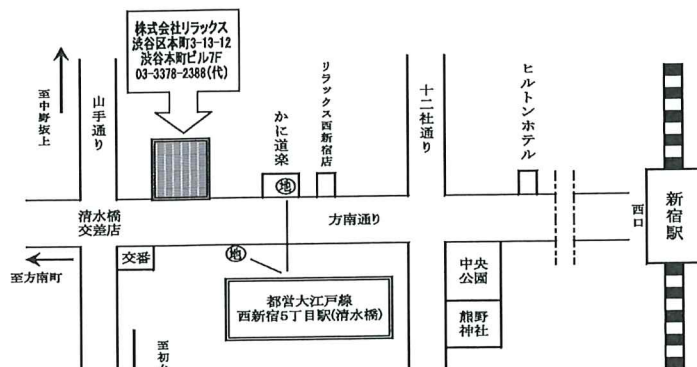 株式会社リラックス
渋谷区本町3-13-12
渋谷本町ビル7F
03-3378-2388(代)
至中野坂上
山手通り
かに道楽
リラックス西新宿店
十二社通り
ヒルトンホテル
地
清水橋
交差店
方南通り
西口
新宿駅
至方南町
交番
地
都営大江戸線
西新宿5丁目駅(清水橋)
中央
公園
熊野
神社
至初